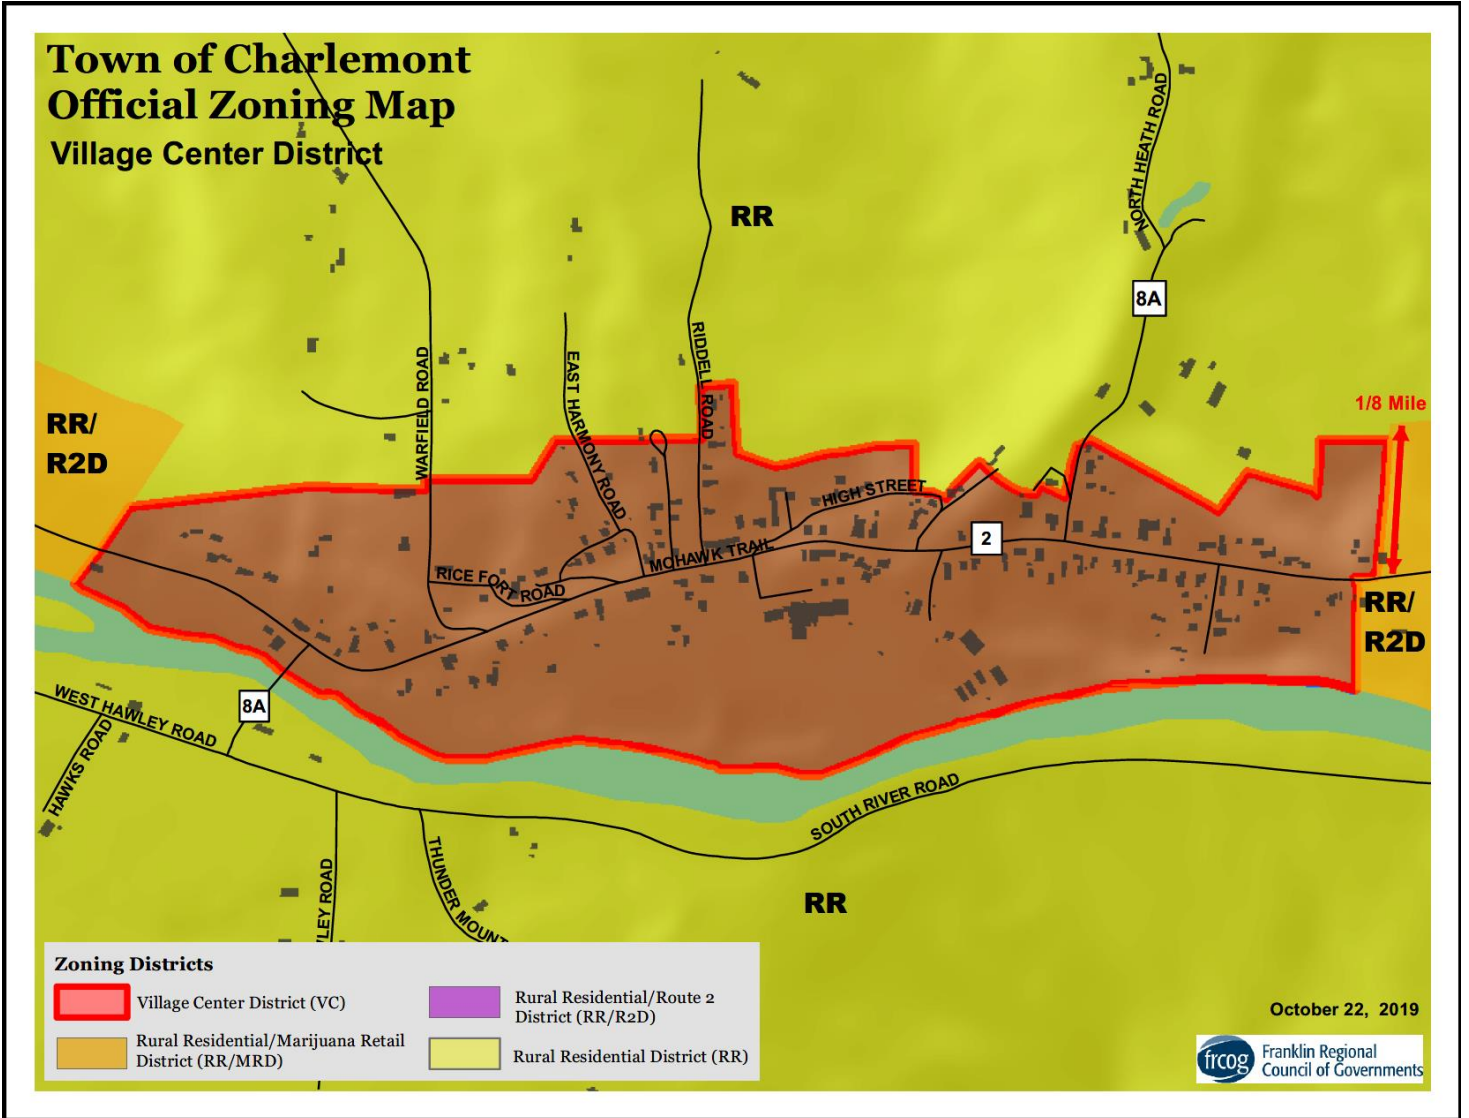 Town of Charlemont
Official Zoning Map
Village Center District
NORTH HEATH ROAD
RR
8A
RIDDELL ROAD
EAST HARMONY ROAD
WARFIELD ROAD
1/8 Mile
RR/
R2D
HIGH STREET
2
MOHAWK TRAIL
RICE FORT ROAD
RR/
R2D
8A
WEST HAWLEY ROAD
HAWKS ROAD
SOUTH RIVER ROAD
THUNDER MOUNT
LEY ROAD
RR
Zoning Districts
Village Center District (VC)
Rural Residential/Marijuana Retail
District (RR/MRD)
Rural Residential/Route 2
District (RR/R2D)
Rural Residential District (RR)
October 22, 2019
frcog
Franklin Regional
Council of Governments